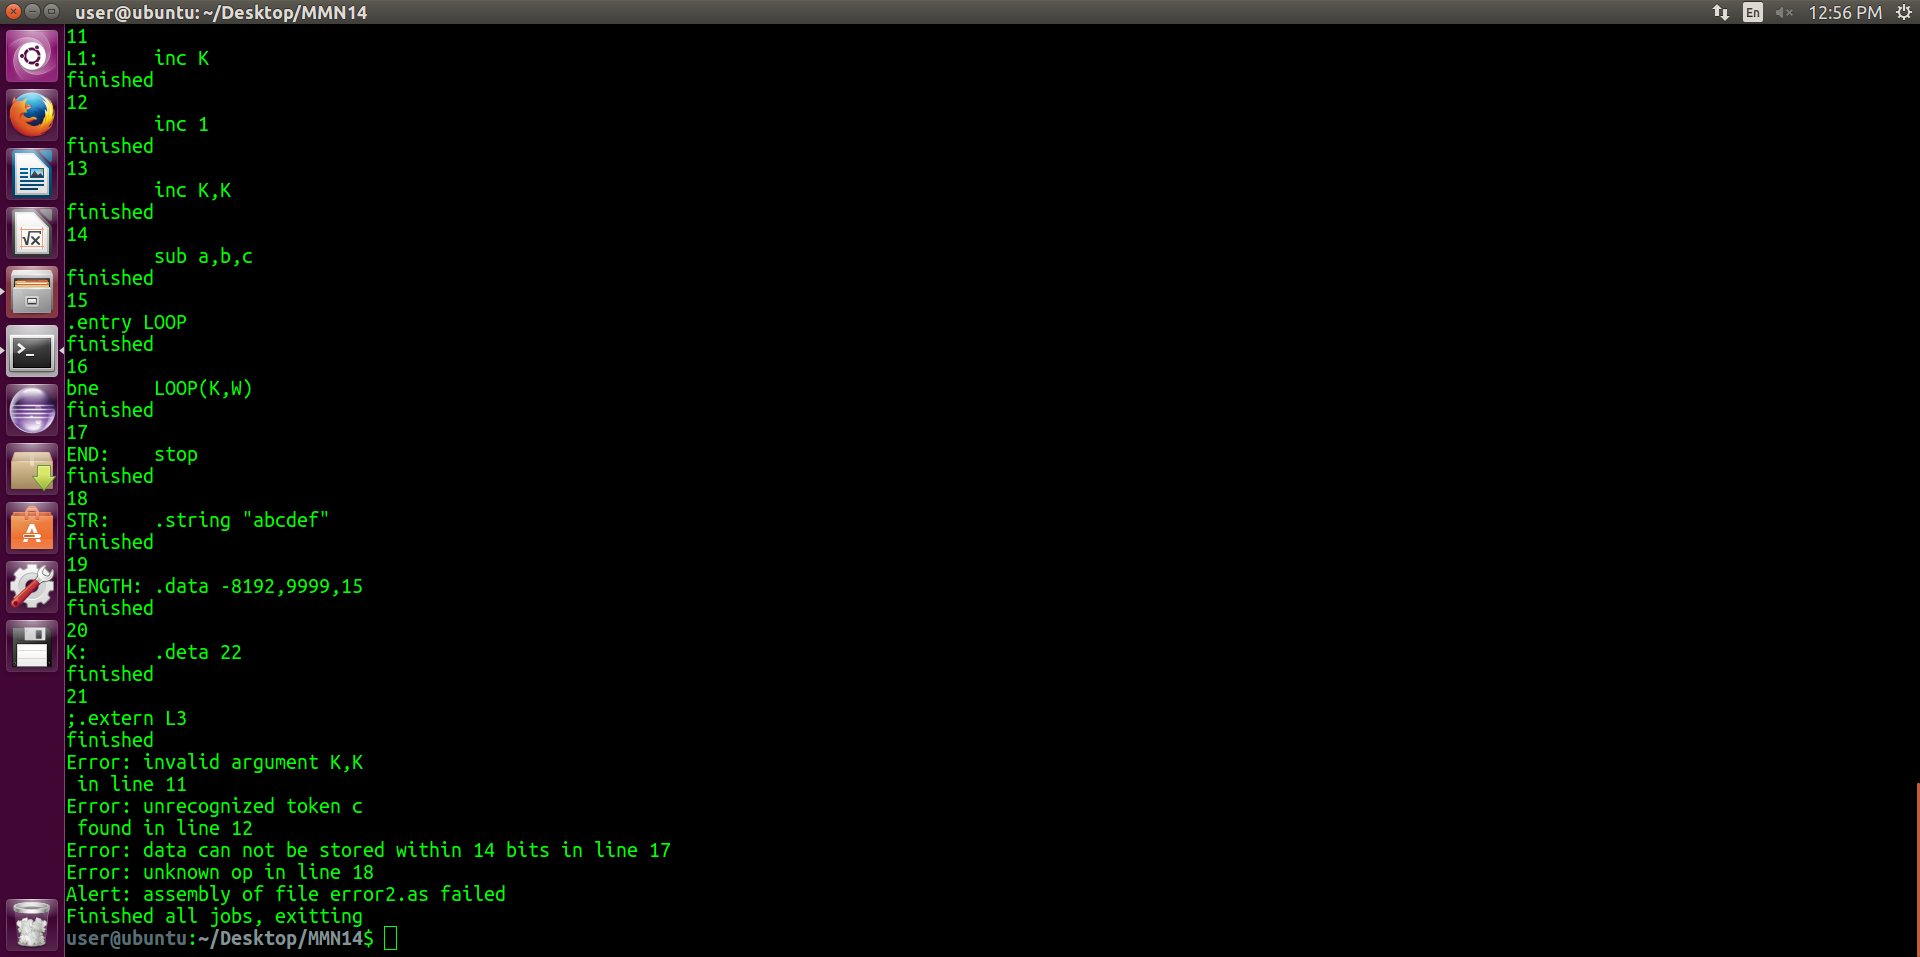 user@ubuntu: ~/Desktop/MMN14
En
12:56 PM
11
L1:     inc K
finished
12
        inc 1
finished
13
        inc K,K
finished
14
        sub a,b,c
finished
15
.entry LOOP
finished
16
bne     LOOP(K,W)
finished
17
END:    stop
finished
18
STR:    .string "abcdef"
finished
19
LENGTH: .data -8192,9999,15
finished
20
K:      .deta 22
finished
21
;.extern L3
finished
Error: invalid argument K,K
 in line 11
Error: unrecognized token c
 found in line 12
Error: data can not be stored within 14 bits in line 17
Error: unknown op in line 18
Alert: assembly of file error2.as failed
Finished all jobs, exitting
user@ubuntu:~/Desktop/MMN14$